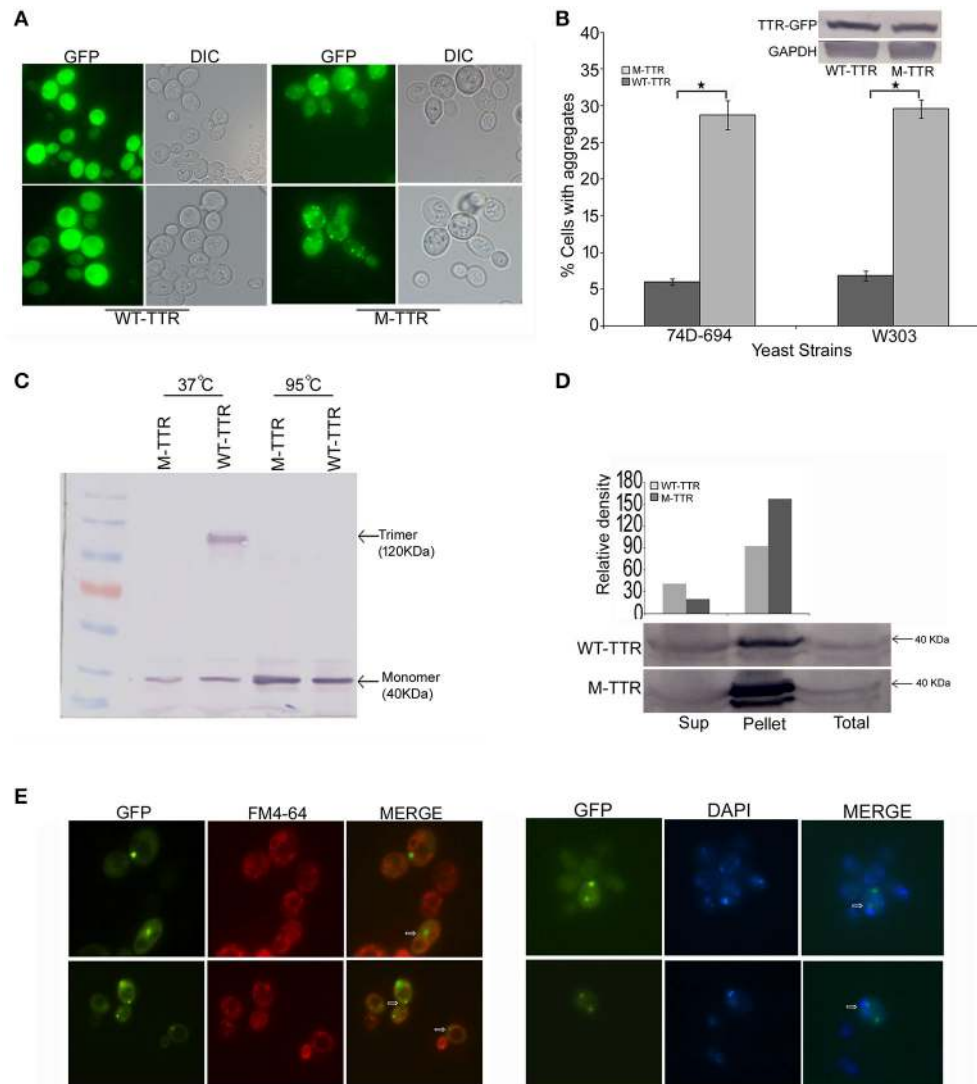 A
GFP
DIC
GFP
DIC
WT-TTR
M-TTR
B
TTR-GFP
GAPDH
WT-TTR
M-TTR
M-TTR
WT-TTR
% Cells with aggregates
40
35
30
25
20
15
10
5
0
★
★
74D-694
W303
Yeast Strains
C
37°C
95°C
M-TTR
WT-TTR
M-TTR
WT-TTR
Trimer
(120KDa)
Monomer
(40KDa)
D
WT-TTR
M-TTR
Relative density
180
150
120
90
60
30
0
WT-TTR
40 KDa
M-TTR
40 KDa
Sup
Pellet
Total
E
GFP
FM4-64
MERGE
GFP
DAPI
MERGE